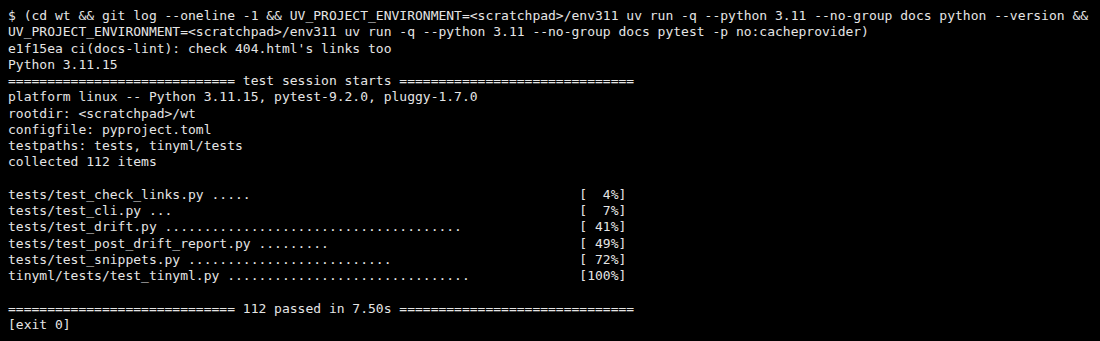 $ (cd wt && git log --oneline -1 && UV_PROJECT_ENVIRONMENT=<scratchpad>/env311 uv run -q --python 3.11 --no-group docs python --version &&
UV_PROJECT_ENVIRONMENT=<scratchpad>/env311 uv run -q --python 3.11 --no-group docs pytest -p no:cacheprovider)
e1f15ea ci(docs-lint): check 404.html's links too
Python 3.11.15
============================= test session starts ==============================
platform linux -- Python 3.11.15, pytest-9.2.0, pluggy-1.7.0
rootdir: <scratchpad>/wt
configfile: pyproject.toml
testpaths: tests, tinyml/tests
collected 112 items

tests/test_check_links.py .....                                          [  4%]
tests/test_cli.py ...                                                    [  7%]
tests/test_drift.py ......................................               [ 41%]
tests/test_post_drift_report.py .........                                [ 49%]
tests/test_snippets.py ..........................                        [ 72%]
tinyml/tests/test_tinyml.py ...............................              [100%]

============================= 112 passed in 7.50s ==============================
[exit 0]